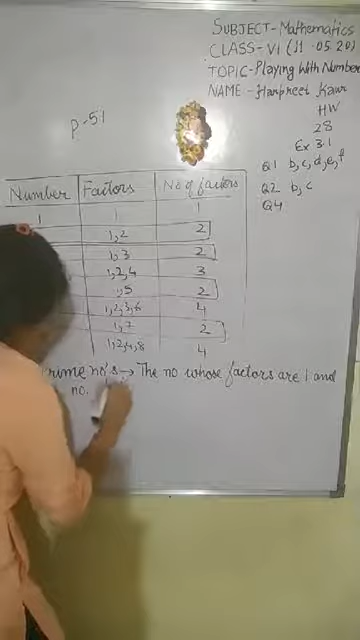 SUBJECT-Mathematics
CLASS-VI (11.05.20)
TOPIC-Playing With Number
NAME-Harpreet Kaur
HW
28
Ex 3.1
Q1 b,c,d,e,f
Q2 b,c
Q4
P-51
Number Factors No of factors
1 1 1
1,2 2
1,3 2
1,2,4 3
1,5 2
1,2,3,6 4
1,7 2
1,2,4,8 4
Prime no's → The no whose factors are 1 and
no.